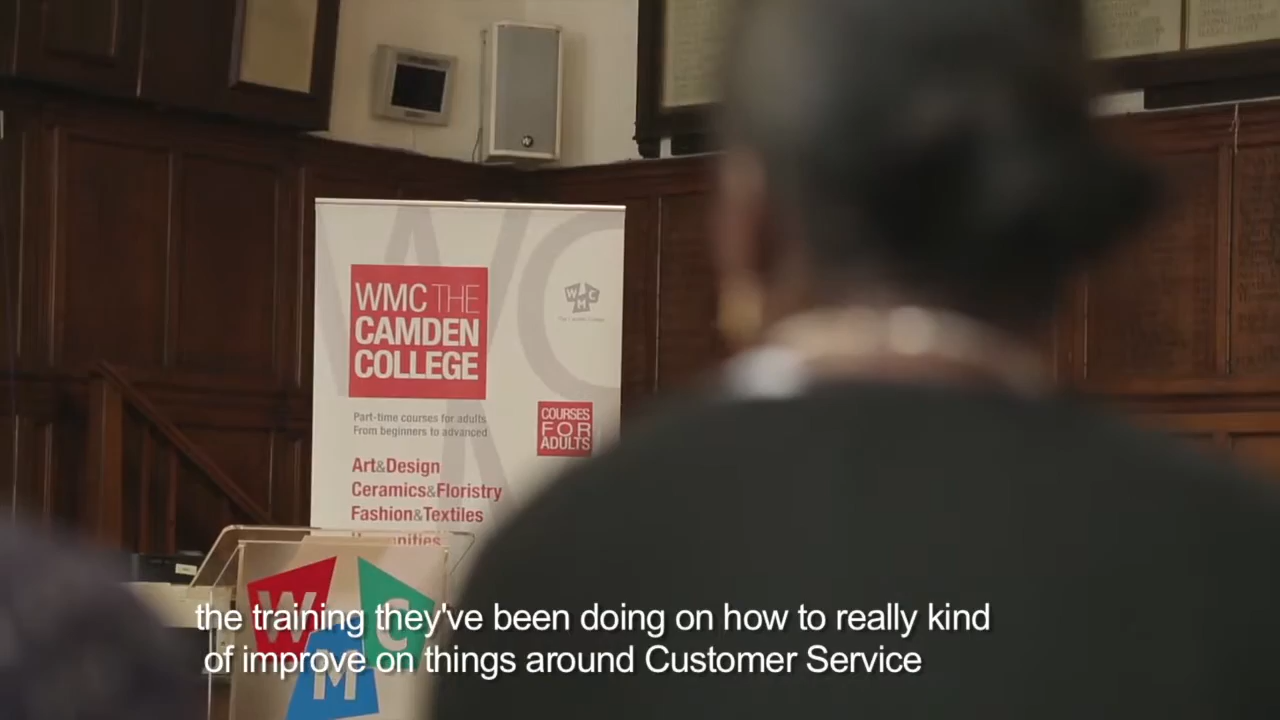 WMC THE
CAMDEN
COLLEGE
Part-time courses for adults
From beginners to advanced
COURSES
FOR
ADULTS
Art&Design
Ceramics&Floristry
Fashion&Textiles
W M C
W C
M
the training they've been doing on how to really kind
of improve on things around Customer Service